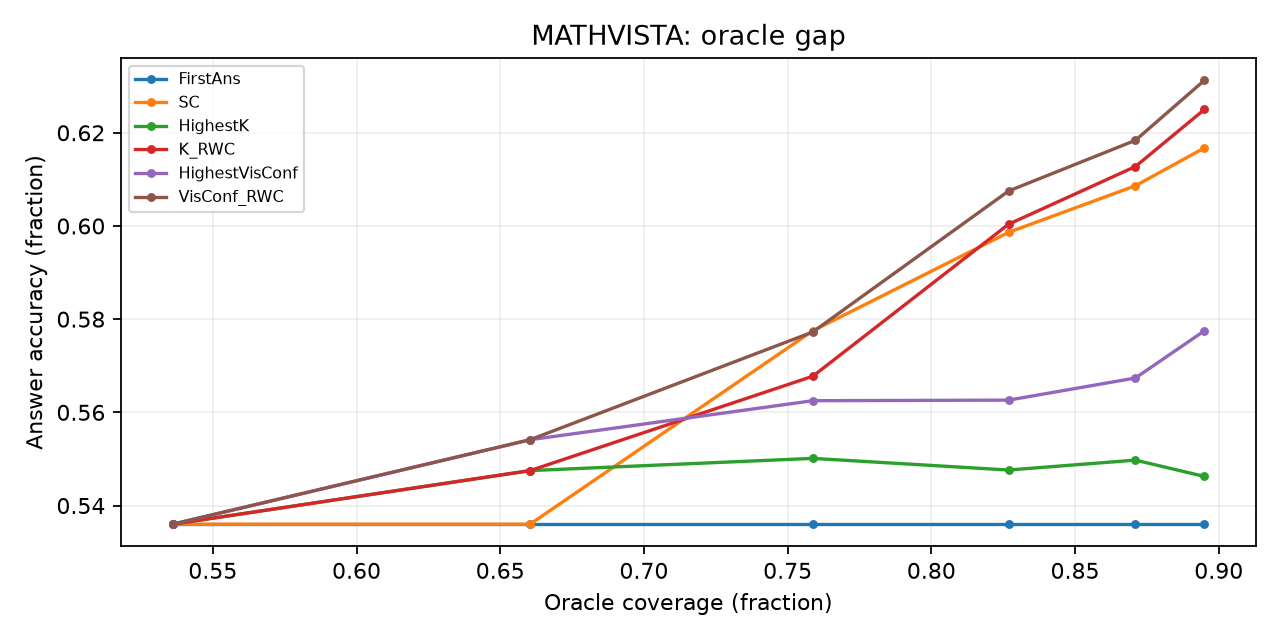 MATHVISTA: oracle gap
FirstAns
SC
HighestK
K_RWC
HighestVisConf
VisConf_RWC
Answer accuracy (fraction)
0.62
0.60
0.58
0.56
0.54
0.55
0.60
0.65
0.70
0.75
0.80
0.85
0.90
Oracle coverage (fraction)